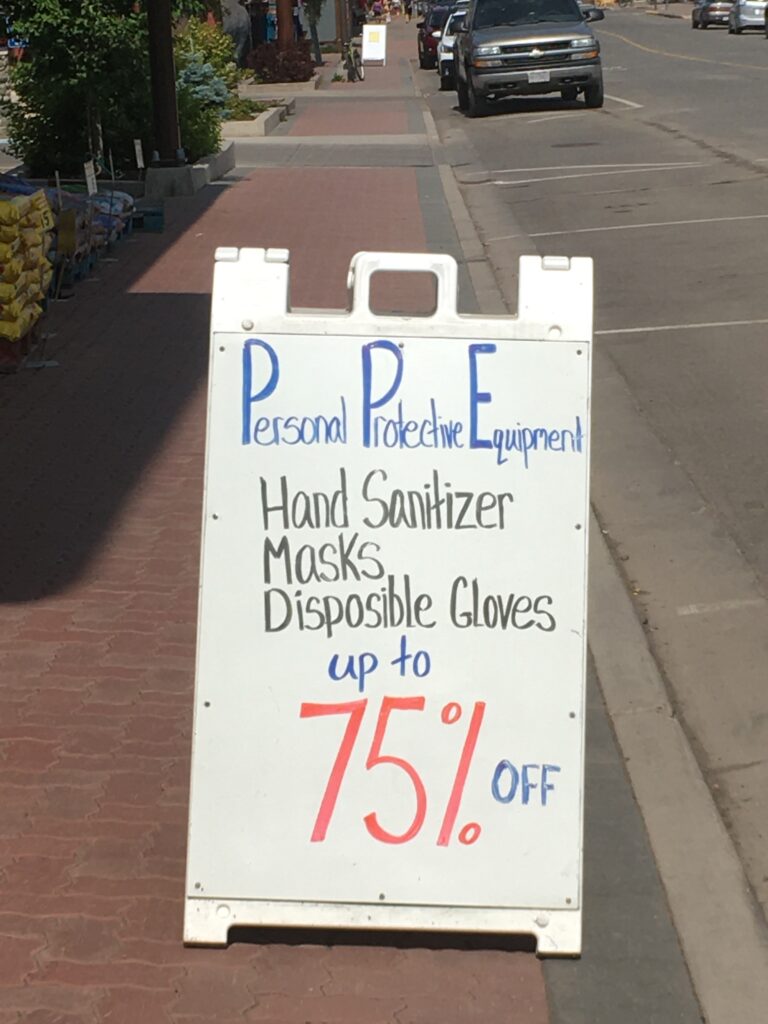 Personal Protective Equipment
Hand Sanitizer
Masks
Disposible Gloves
up to
75% OFF